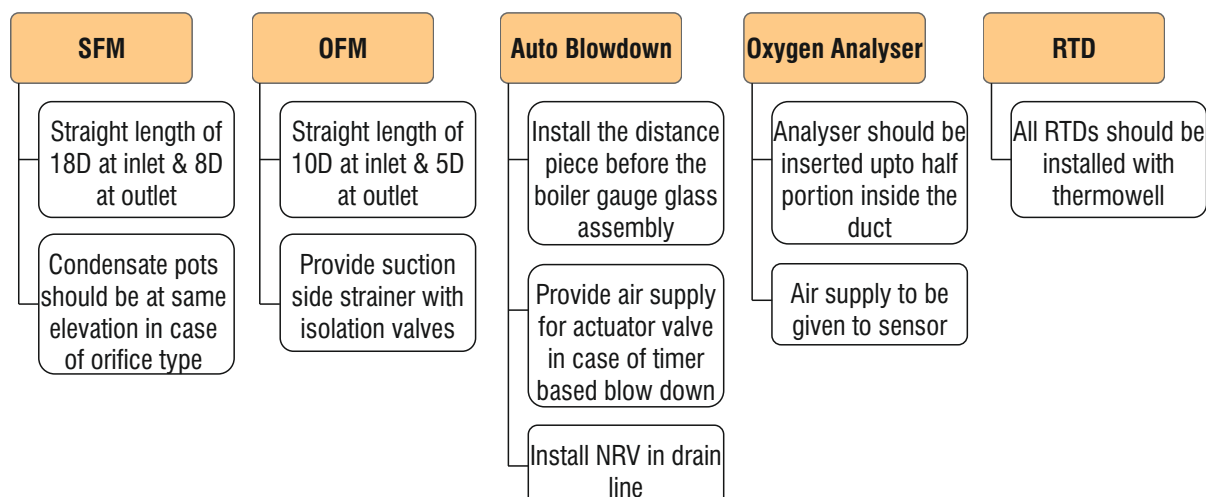 SFM
Straight length of
18D at inlet & 8D
at outlet
Condensate pots
should be at same
elevation in case
of orifice type
OFM
Straight length of
10D at inlet & 5D
at outlet
Provide suction
side strainer with
isolation valves
Auto Blowdown
Install the distance
piece before the
boiler gauge glass
assembly
Provide air supply
for actuator valve
in case of timer
based blow down
Install NRV in drain
line
Oxygen Analyser
Analyser should be
inserted upto half
portion inside the
duct
Air supply to be
given to sensor
RTD
All RTDs should be
installed with
thermowell